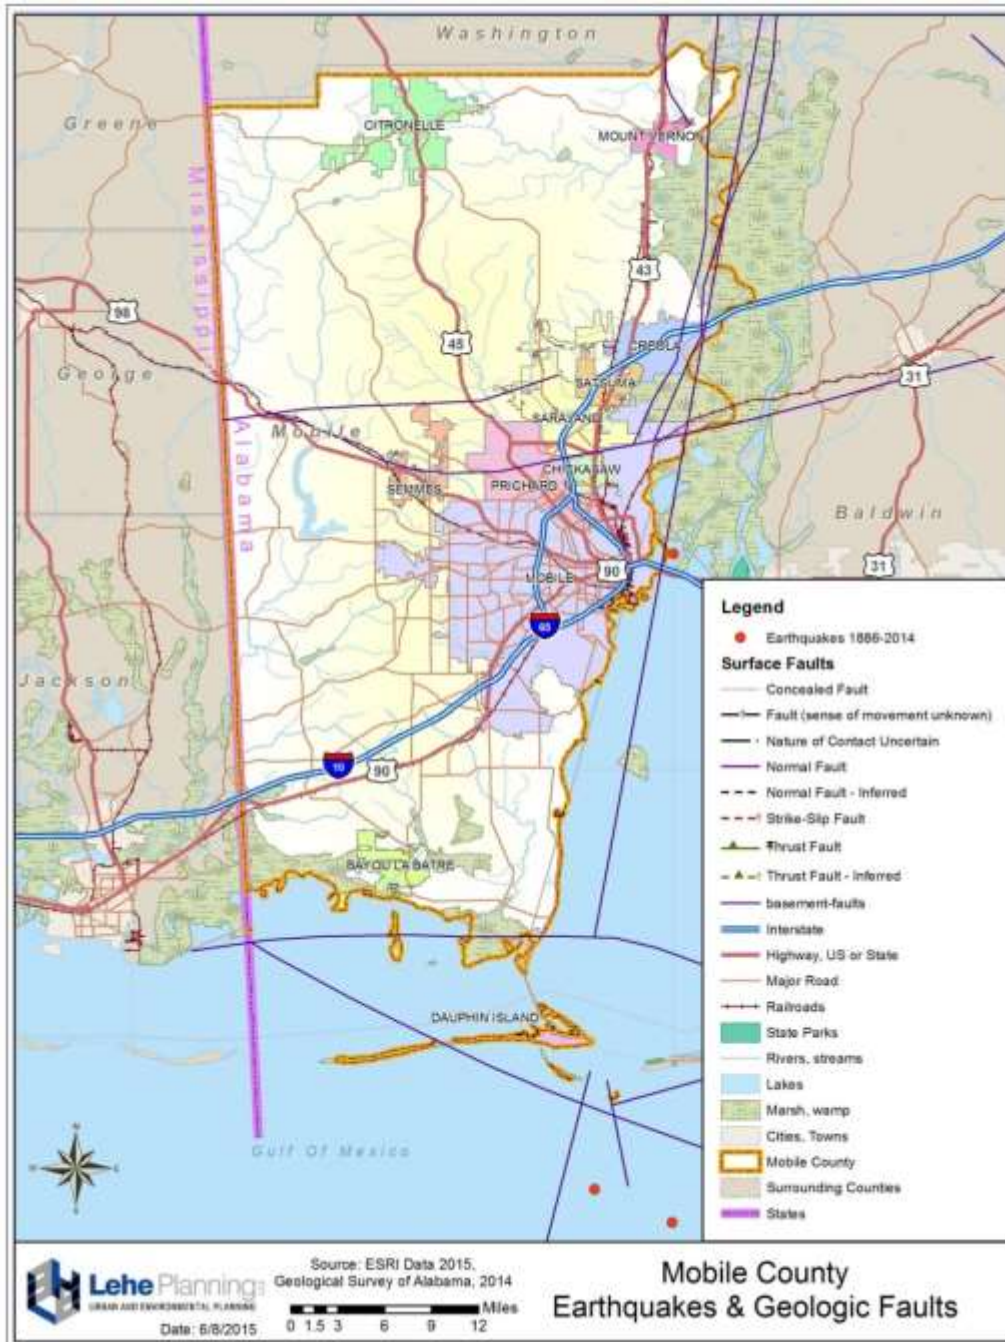 Washington
Greene
CITRONELLE
MOUNT VERNON
Mississippi
43
98
45
CREOLA
George
SATSUMA
31
SARALAND
Mobile
Alabama
CHICKASAW
SEMMES
PRICHARD
Baldwin
31
MOBILE
90
65
Jackson
10
90
BAYOU LA BATRE
DAUPHIN ISLAND
Gulf Of Mexico
N
W
E
S
Legend
Earthquakes 1886-2014
Surface Faults
Concealed Fault
Fault (sense of movement unknown)
Nature of Contact Uncertain
Normal Fault
Normal Fault - Inferred
Strike-Slip Fault
Thrust Fault
Thrust Fault - Inferred
basement-faults
Interstate
Highway, US or State
Major Road
Railroads
State Parks
Rivers, streams
Lakes
Marsh, wamp
Cities, Towns
Mobile County
Surrounding Counties
States
Lehe Planning
URBAN AND ENVIRONMENTAL PLANNING
Date: 6/8/2015
Source: ESRI Data 2015,
Geological Survey of Alabama, 2014
Miles
0 1.5 3 6 9 12
Mobile County
Earthquakes & Geologic Faults